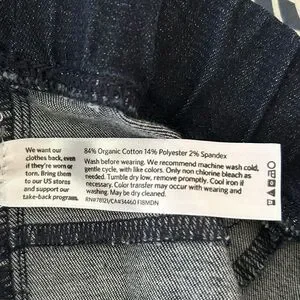 We want our
clothes back, even
if they're worn or
torn. Bring them
to our US stores
and support our
take-back program.
84% Organic Cotton 14% Polyester 2% Spandex
Wash before wearing. We recommend machine wash cold,
gentle cycle, with like colors. Only non chlorine bleach as
needed. Tumble dry low, remove promptly. Cool iron if
necessary. Color transfer may occur with wearing and
washing. May be dry cleaned.
RN#78121/CA#34460 F18MDN